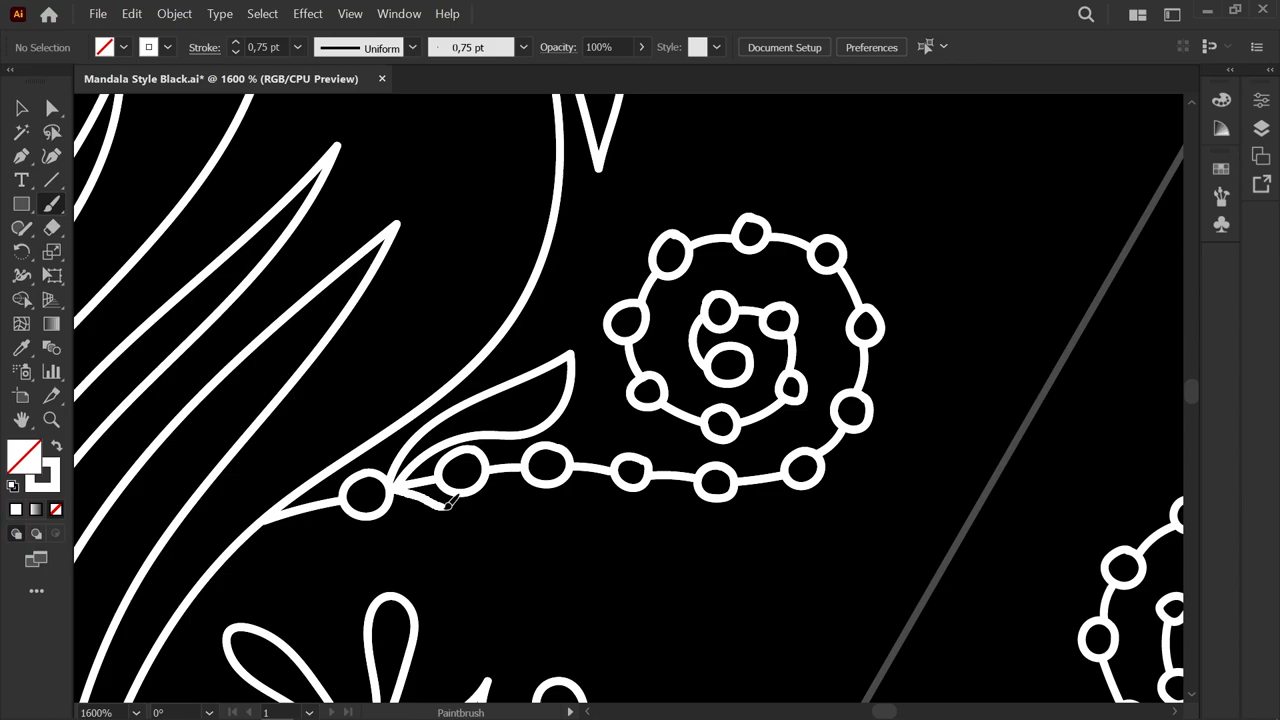 Ai File Edit Object Type Select Effect View Window Help
No Selection Stroke: 0,75 pt Uniform 0,75 pt Opacity: 100% Style: Document Setup Preferences
Mandala Style Black.ai* @ 1600 % (RGB/CPU Preview)
1600% 0° 1 Paintbrush